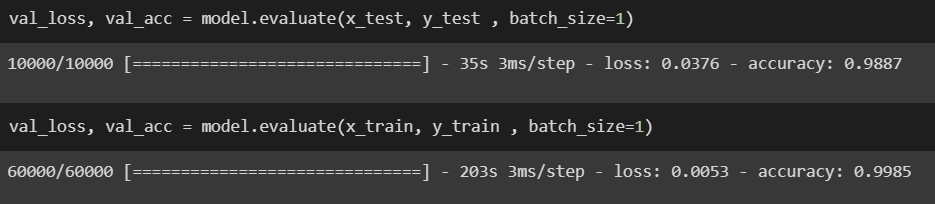 val_loss, val_acc = model.evaluate(x_test, y_test , batch_size=1)
10000/10000 [==============================] - 35s 3ms/step - loss: 0.0376 - accuracy: 0.9887
val_loss, val_acc = model.evaluate(x_train, y_train , batch_size=1)
60000/60000 [==============================] - 203s 3ms/step - loss: 0.0053 - accuracy: 0.9985